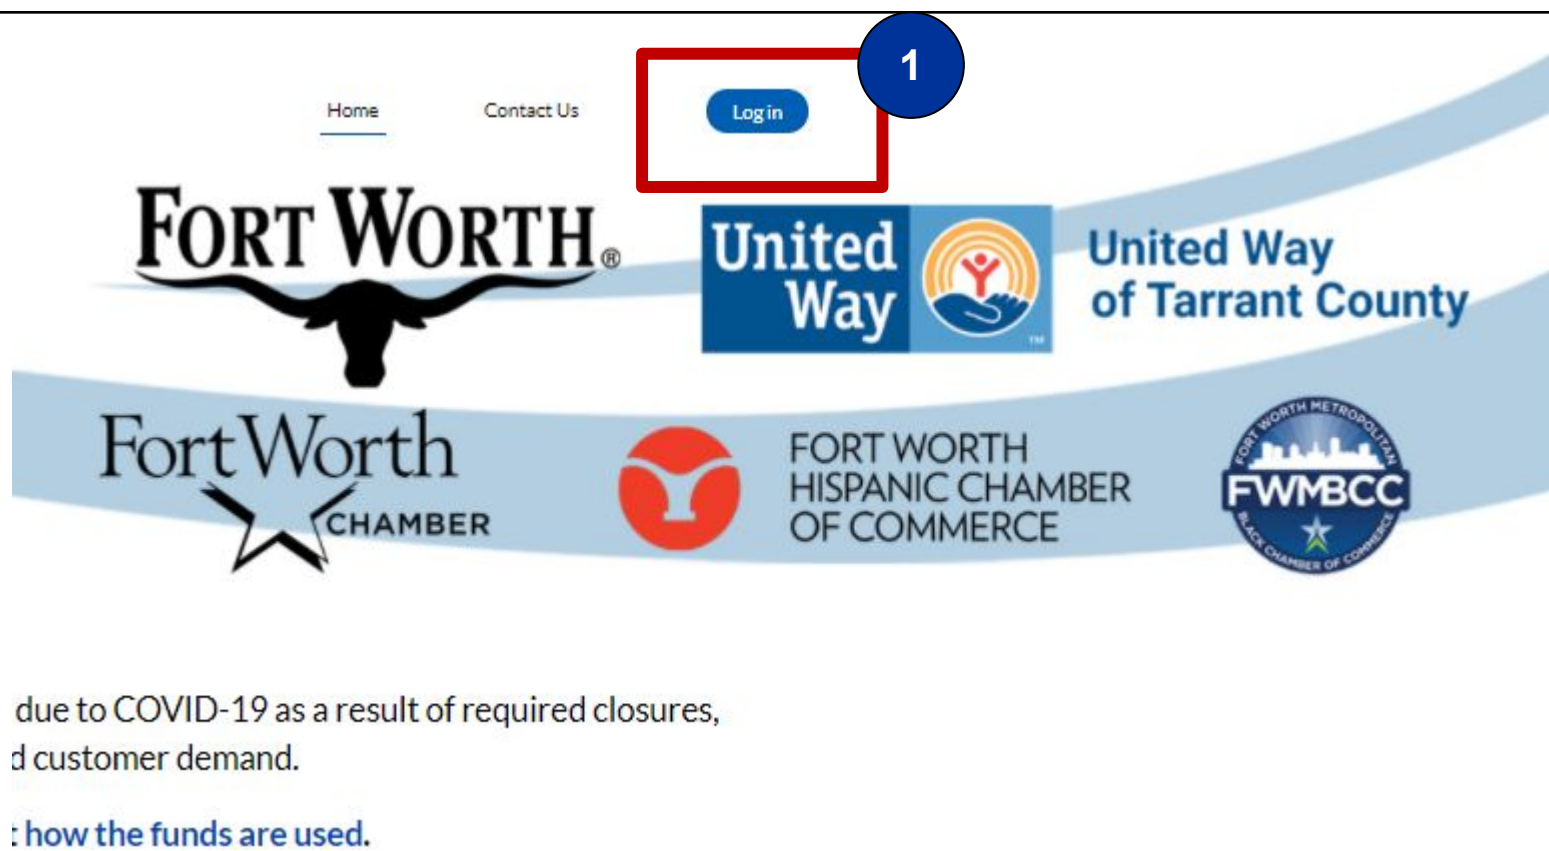 1
Home Contact Us Log in
FORT WORTH®
United Way
United Way
of Tarrant County
TM
Fort Worth
CHAMBER
FORT WORTH
HISPANIC CHAMBER
OF COMMERCE
FORT WORTH METROPOLITAN
FWMBCC
BLACK CHAMBER OF COMMERCE
due to COVID-19 as a result of required closures,
d customer demand.
how the funds are used.